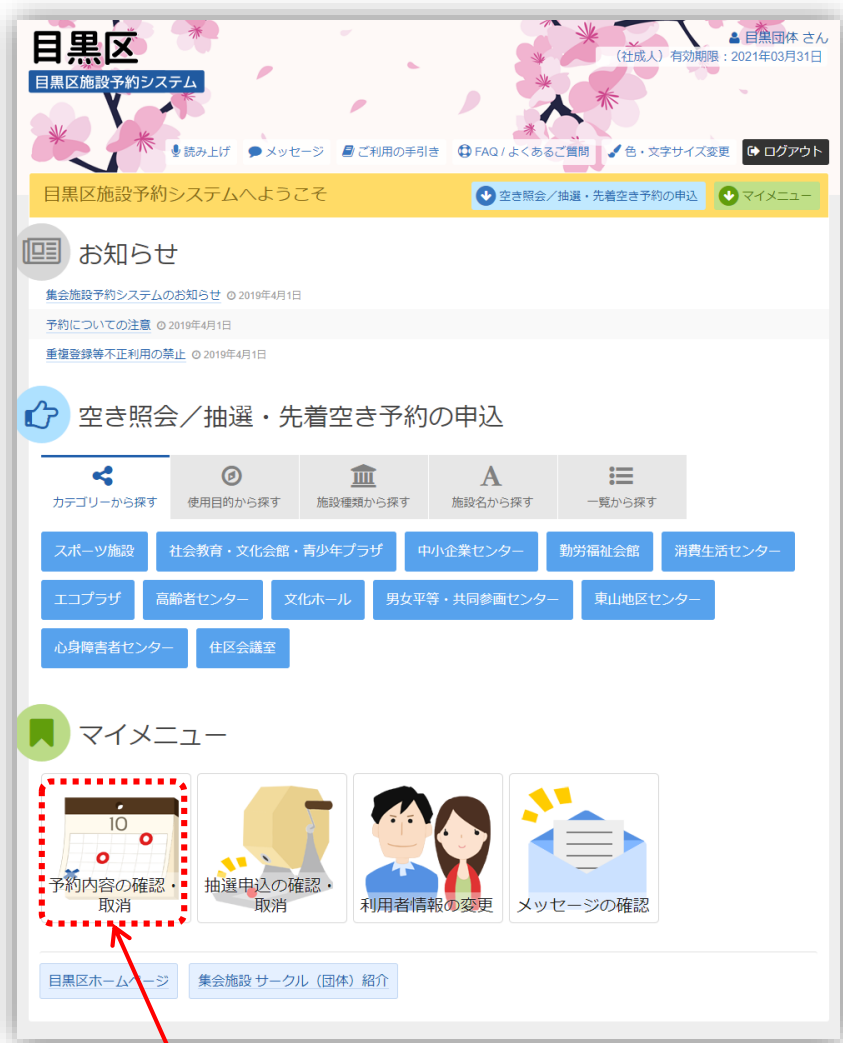 目黒区
目黒区施設予約システム
目黒団体 さん
（社成人）有効期限：2021年03月31日
読み上げ メッセージ ご利用の手引き FAQ / よくあるご質問 色・文字サイズ変更 ログアウト
目黒区施設予約システムへようこそ 空き照会／抽選・先着空き予約の申込 マイメニュー
お知らせ
集会施設予約システムのお知らせ 2019年4月1日
予約についての注意 2019年4月1日
重複登録等不正利用の禁止 2019年4月1日
空き照会／抽選・先着空き予約の申込
カテゴリーから探す 使用目的から探す 施設種類から探す 施設名から探す 一覧から探す
スポーツ施設 社会教育・文化会館・青少年プラザ 中小企業センター 勤労福祉会館 消費生活センター
エコプラザ 高齢者センター 文化ホール 男女平等・共同参画センター 東山地区センター
心身障害者センター 住区会議室
マイメニュー
10
予約内容の確認・取消 抽選申込の確認・取消 利用者情報の変更 メッセージの確認
目黒区ホームページ 集会施設 サークル（団体）紹介